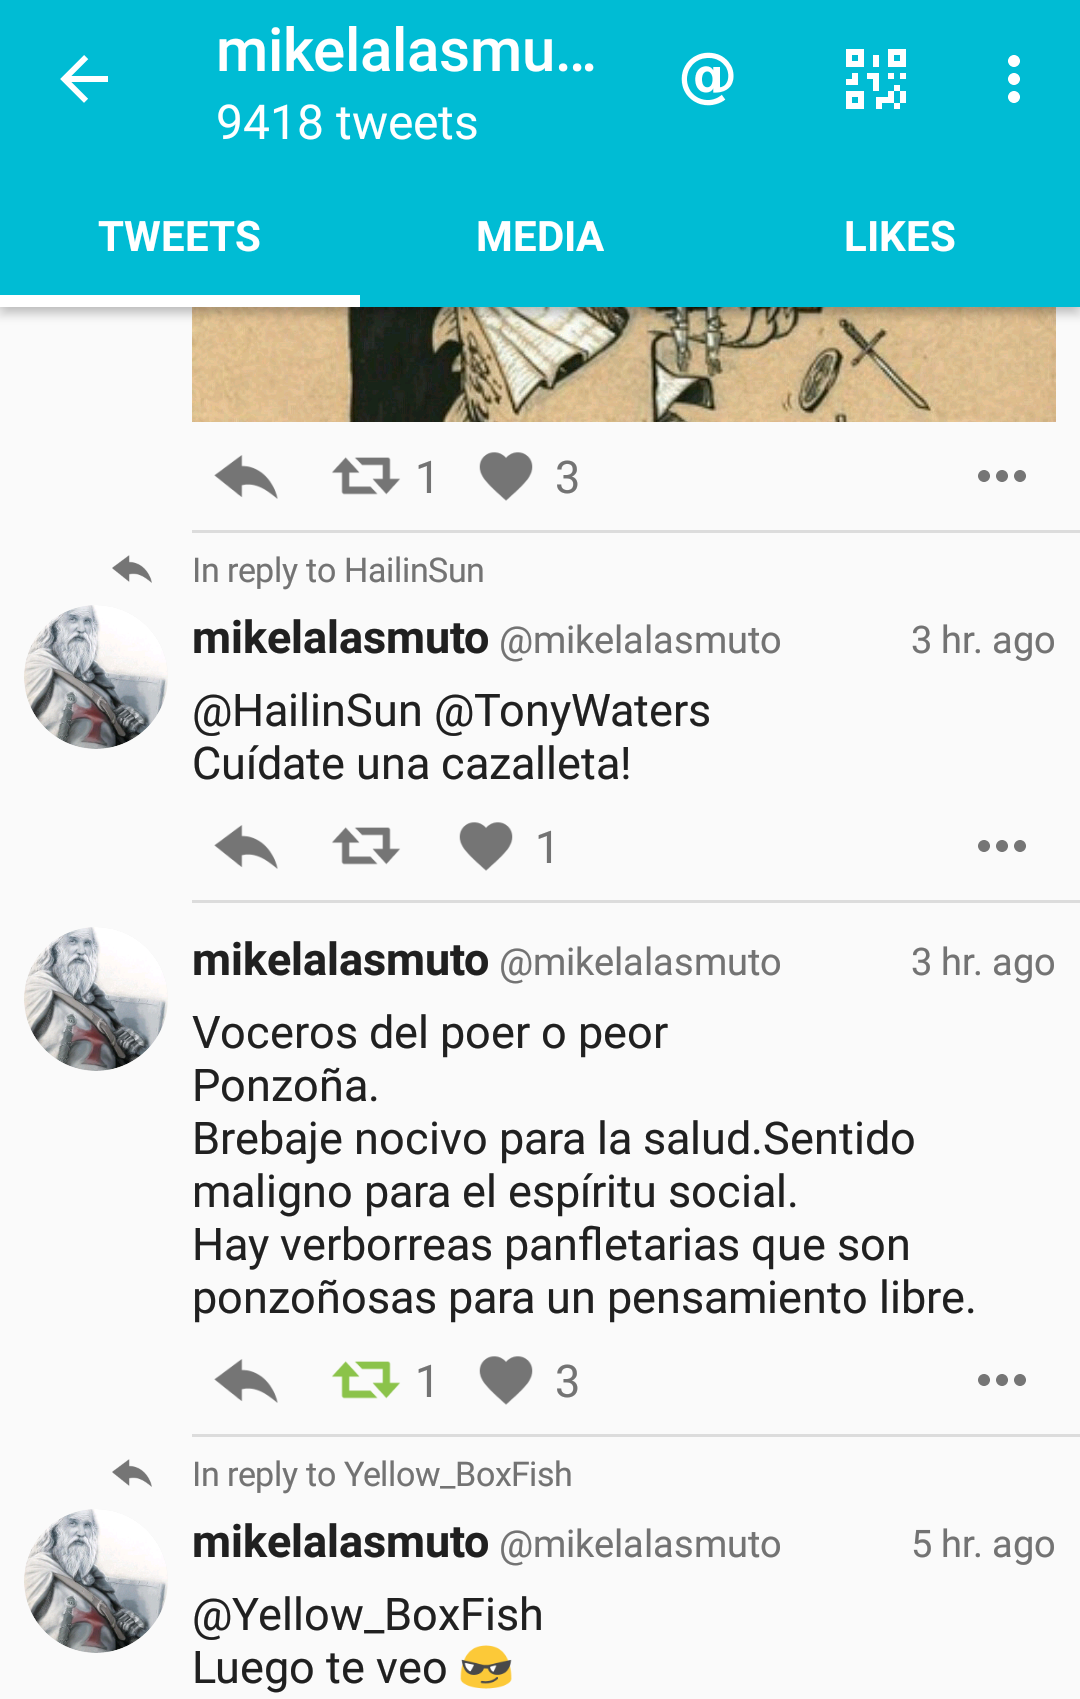 mikelalasmu...
@
9418 tweets
TWEETS
MEDIA
LIKES
1
3
In reply to HailinSun
mikelalasmuto @mikelalasmuto
3 hr. ago
@HailinSun @TonyWaters
Cuídate una cazalleta!
1
mikelalasmuto @mikelalasmuto
3 hr. ago
Voceros del poer o peor
Ponzoña.
Brebaje nocivo para la salud.Sentido
maligno para el espíritu social.
Hay verborreas panfletarias que son
ponzoñosas para un pensamiento libre.
1
3
In reply to Yellow_BoxFish
mikelalasmuto @mikelalasmuto
5 hr. ago
@Yellow_BoxFish
Luego te veo 😎